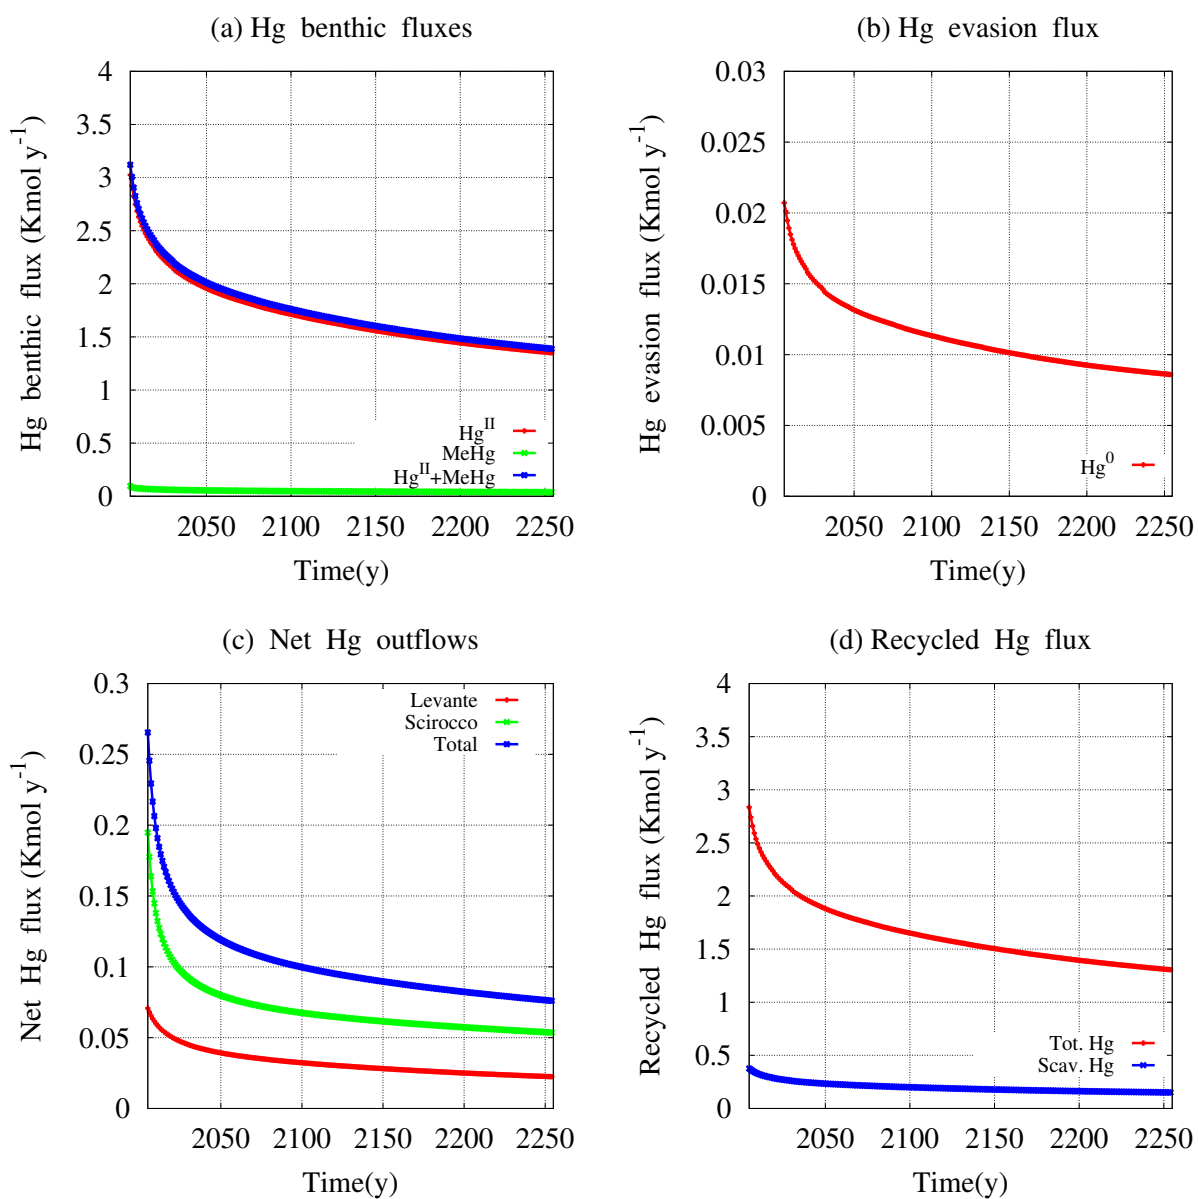 (a) Hg benthic fluxes
Hg benthic flux (Kmol y⁻¹)
4
3.5
3
2.5
2
1.5
1
0.5
0
Hgᴵᴵ
MeHg
Hgᴵᴵ+MeHg
2050 2100 2150 2200 2250
Time(y)
(b) Hg evasion flux
Hg evasion flux (Kmol y⁻¹)
0.03
0.025
0.02
0.015
0.01
0.005
0
Hg⁰
2050 2100 2150 2200 2250
Time(y)
(c) Net Hg outflows
Net Hg flux (Kmol y⁻¹)
0.3
0.25
0.2
0.15
0.1
0.05
0
Levante
Scirocco
Total
2050 2100 2150 2200 2250
Time(y)
(d) Recycled Hg flux
Recycled Hg flux (Kmol y⁻¹)
4
3.5
3
2.5
2
1.5
1
0.5
0
Tot. Hg
Scav. Hg
2050 2100 2150 2200 2250
Time(y)